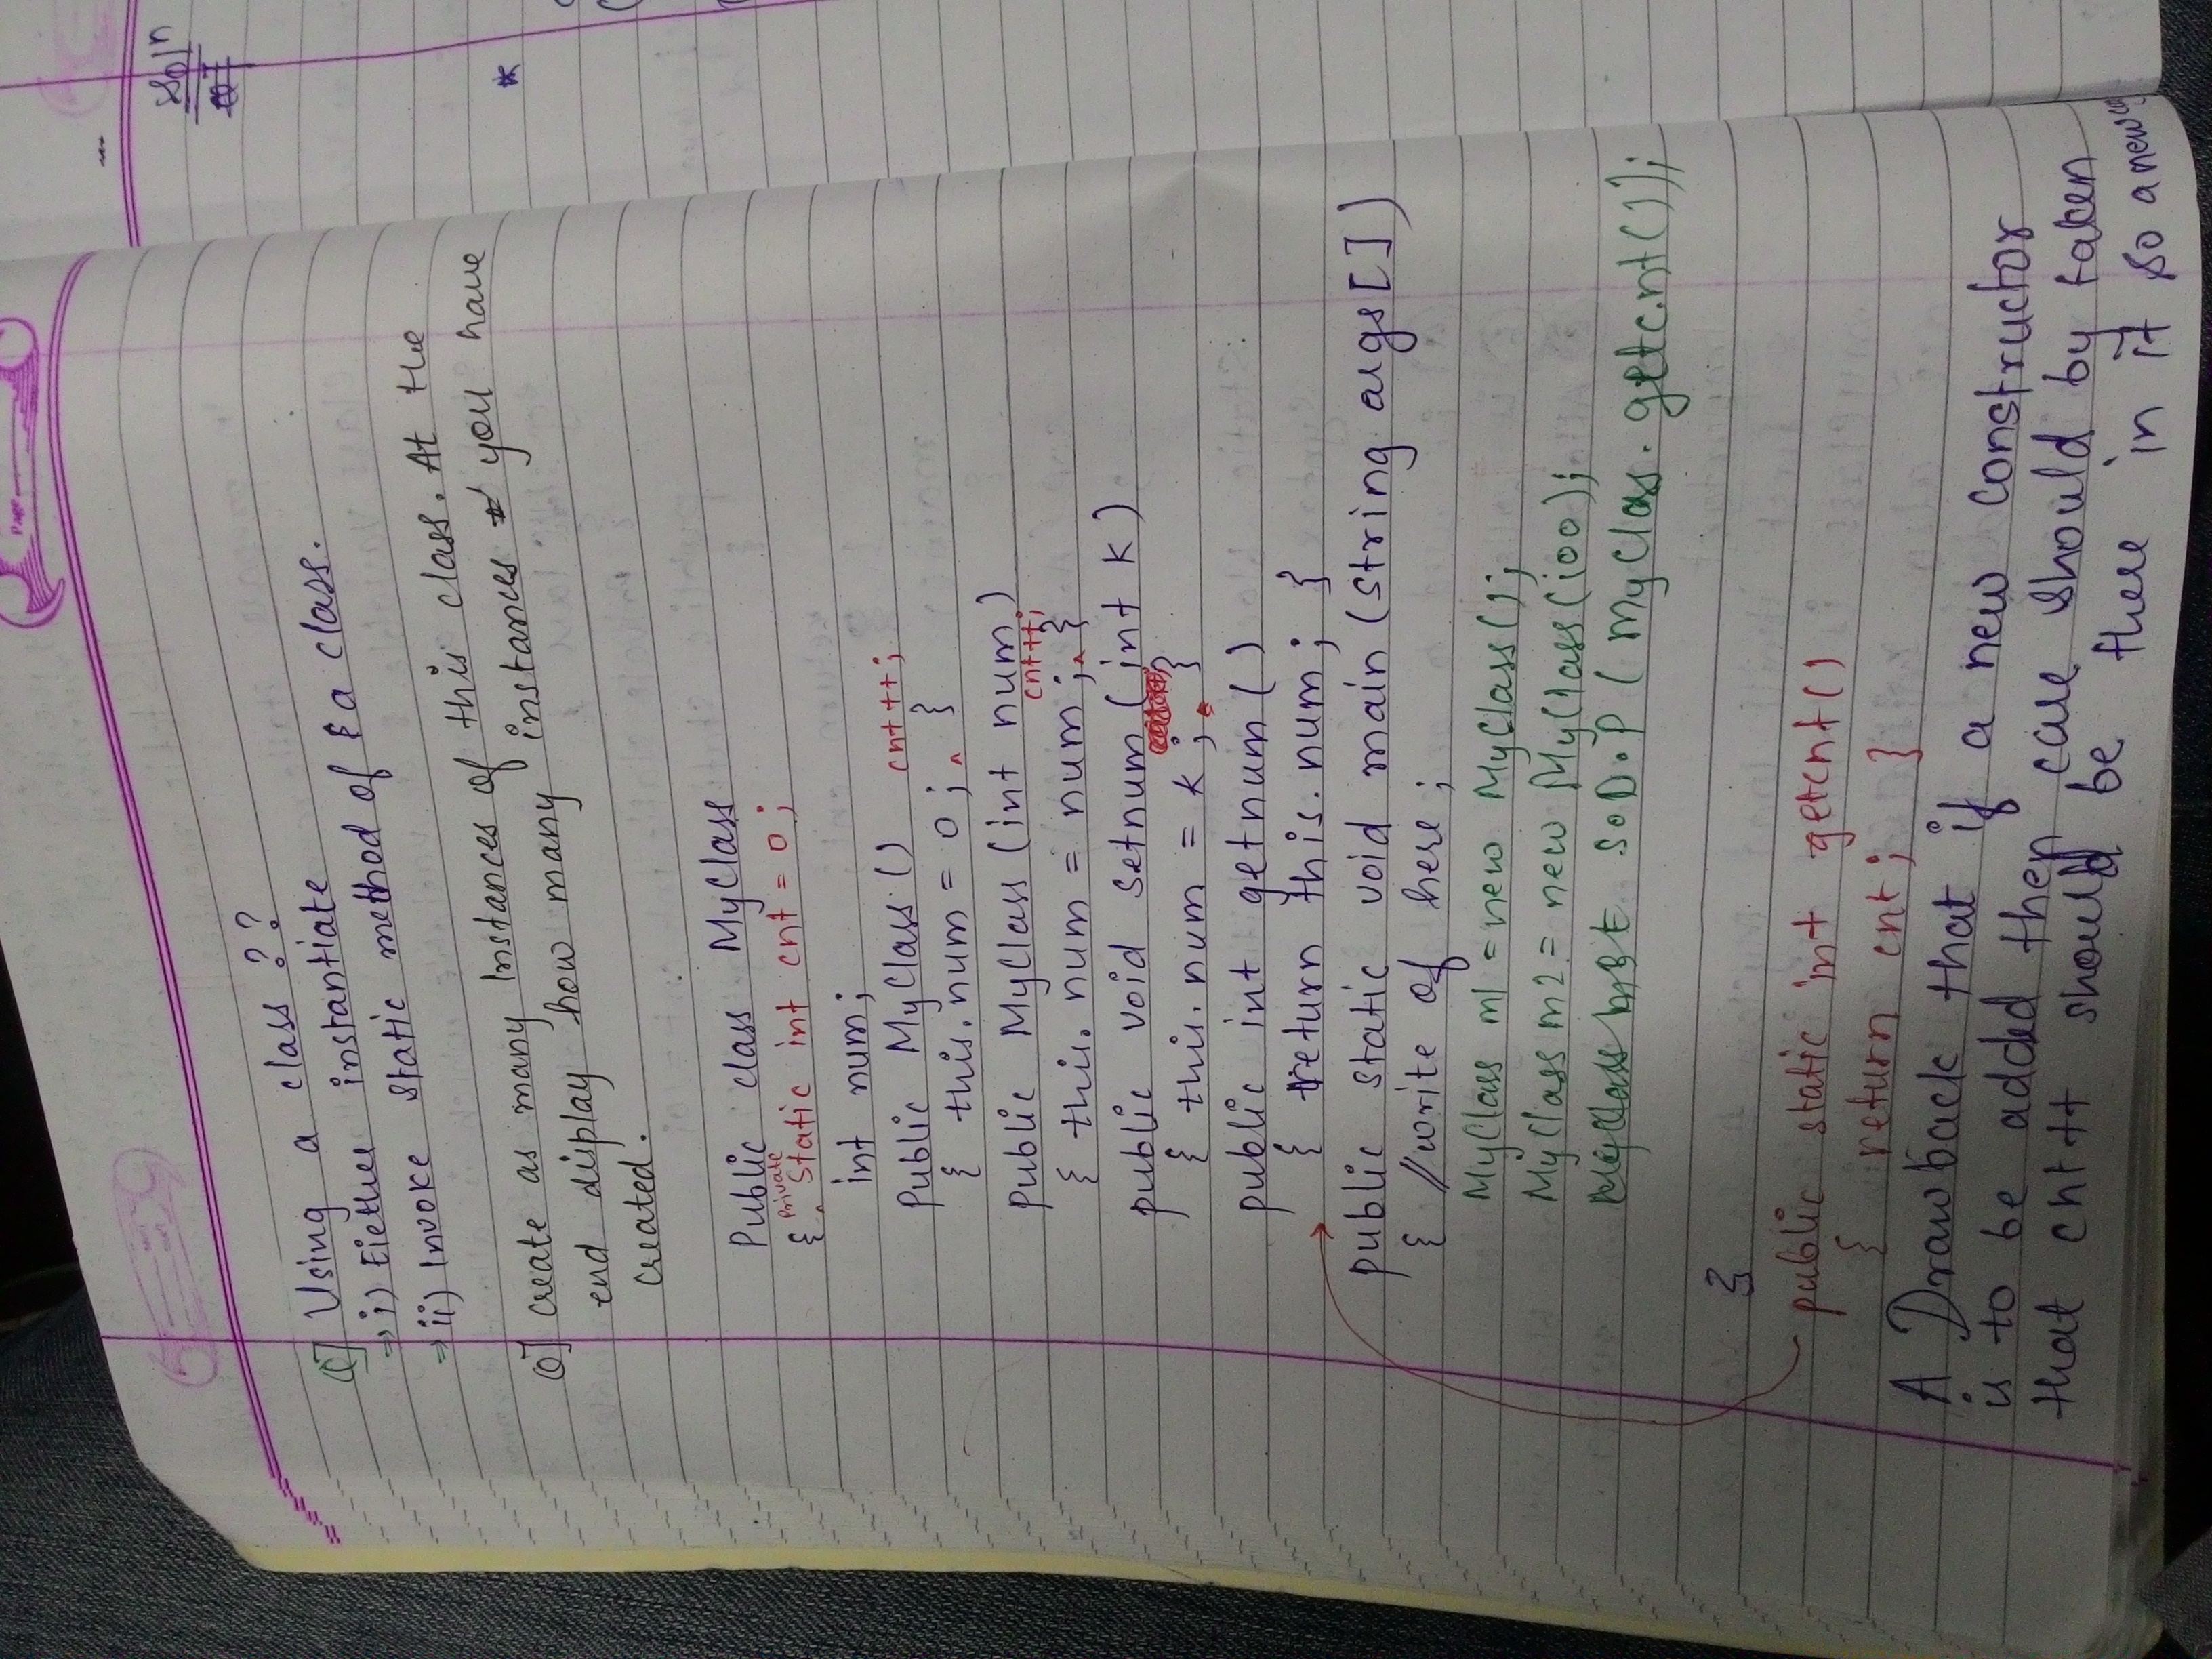 Page
Q] Using a class ??
⇒ i) Eiether instantiate
⇒ ii) Invoke static method of a class.
Q] create as many Instances of this class. At the
end display how many instances you have
created.
Public class MyClass
{ private static int cnt = 0;
int num;
Public MyClass()
{ this.num = 0; cnt++; }
public MyClass (int num)
{ this.num = num; cnt++; }
public void setnum (int k)
{ this.num = k; }
public int getnum ()
{ return this.num; }
public static void main (String args[])
{ //write of here;
MyClass m1 = new MyClass();
MyClass m2 = new MyClass(100);
S.O.P (MyClass.getcnt());
}
public static int getcnt()
{ return cnt; }
A Drawback that if a new constructor
is to be added then care should by taken
that cnt++ should be there in it so a new
Solⁿ
*